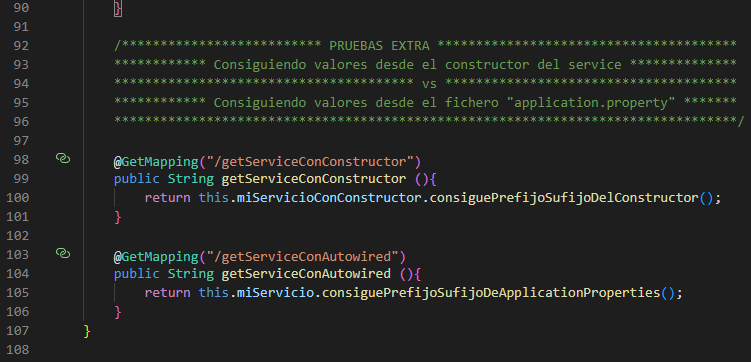 90 }
91
92 /************************** PRUEBAS EXTRA ***************************************
93 ************ Consiguiendo valores desde el constructor del service **************
94 *************************************** vs **************************************
95 ************ Consiguiendo valores desde el fichero "application.property" *******
96 *********************************************************************************/
97
98 @GetMapping("/getServiceConConstructor")
99 public String getServiceConConstructor (){
100 return this.miServicioConConstructor.consiguePrefijoSufijoDelConstructor();
101 }
102
103 @GetMapping("/getServiceConAutowired")
104 public String getServiceConAutowired (){
105 return this.miServicio.consiguePrefijoSufijoDeApplicationProperties();
106 }
107 }
108